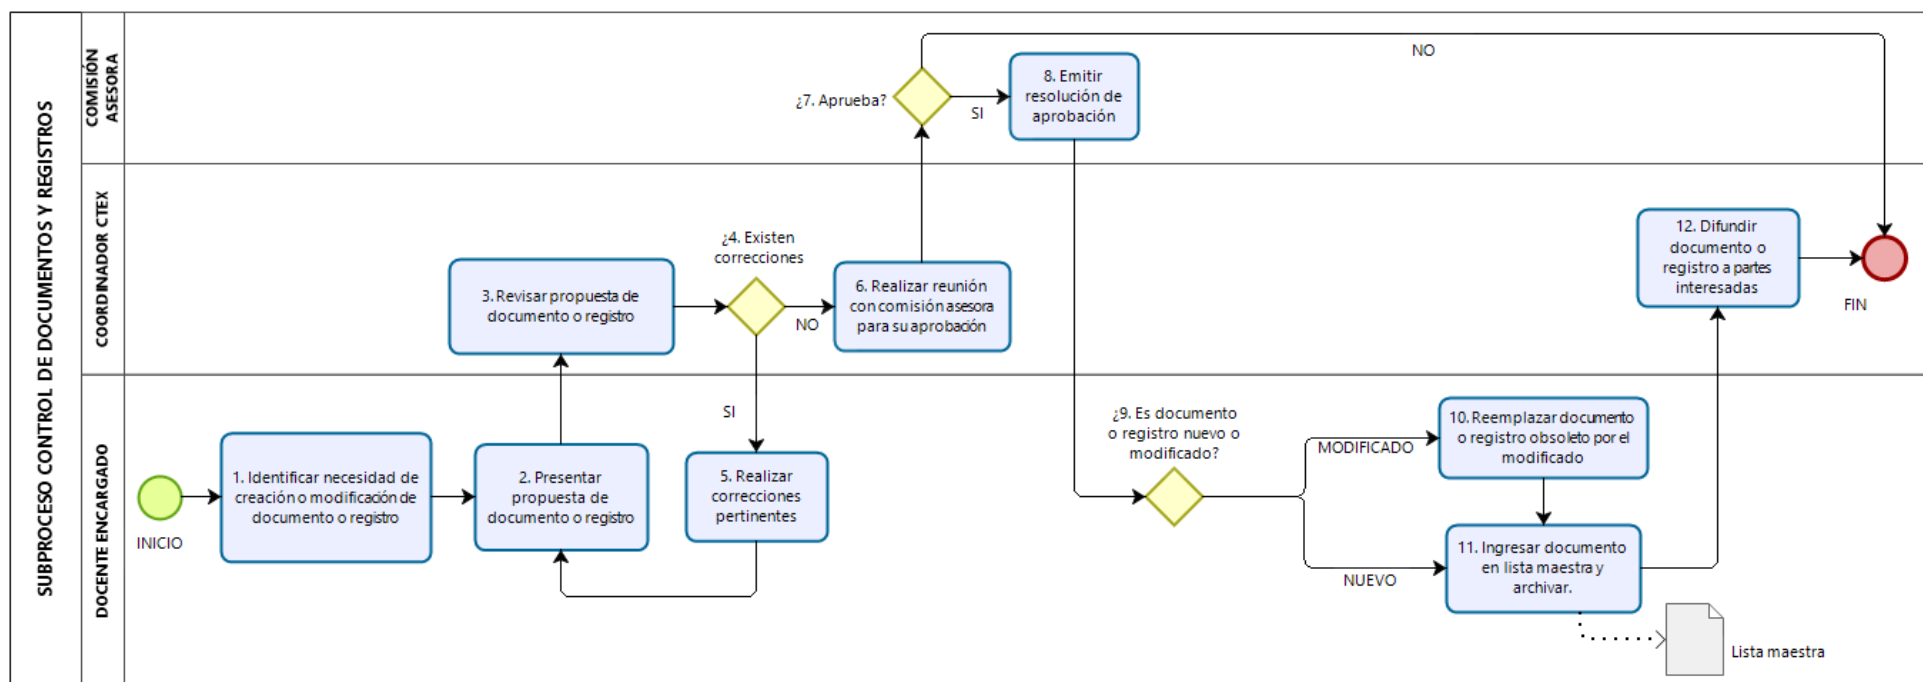 SUBPROCESO CONTROL DE DOCUMENTOS Y REGISTROS
COMISIÓN
ASESORA
¿7. Aprueba?
SI
8. Emitir
resolución de
aprobación
NO
COORDINADOR CTEX
3. Revisar propuesta de
documento o registro
¿4. Existen
correcciones
NO
6. Realizar reunión
con comisión asesora
para su aprobación
12. Difundir
documento o
registro a partes
interesadas
FIN
DOCENTE ENCARGADO
INICIO
1. Identificar necesidad de
creación o modificación de
documento o registro
2. Presentar
propuesta de
documento o registro
SI
5. Realizar
correcciones
pertinentes
¿9. Es documento
o registro nuevo o
modificado?
MODIFICADO
NUEVO
10. Reemplazar documento
o registro obsoleto por el
modificado
11. Ingresar documento
en lista maestra y
archivar.
Lista maestra